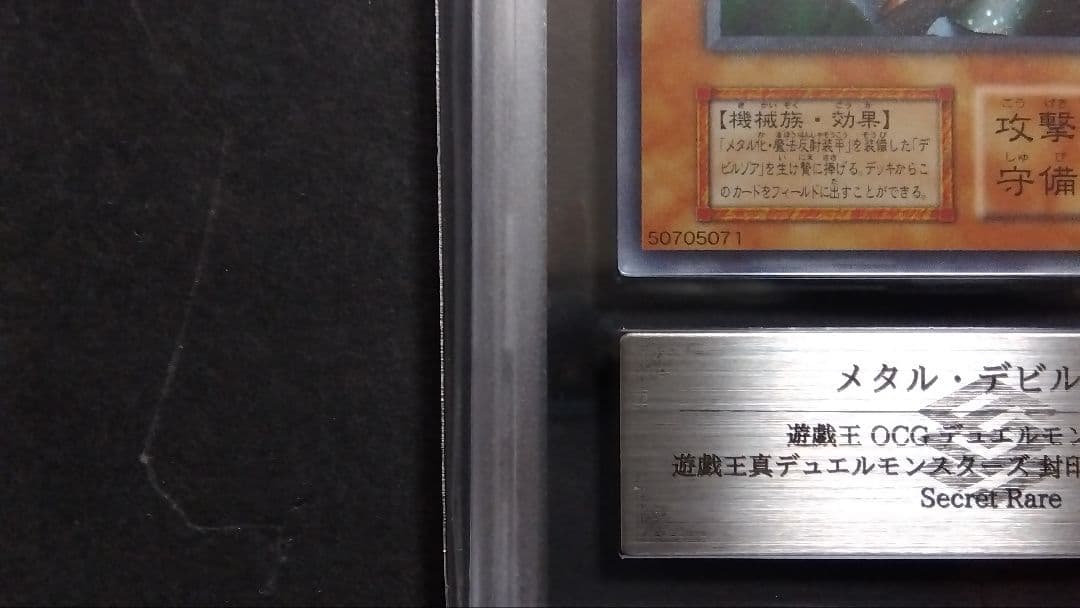 【機械族・効果】
「メタル化・魔法反射装甲」を装備した「デ
ビルゾア」を生け贄に捧げる。デッキからこ
のカードをフィールドに出すことができる。
攻撃
守備
50705071
メタル・デビル
遊戯王 OCG デュエルモン
遊戯王真デュエルモンスターズ 封印
Secret Rare